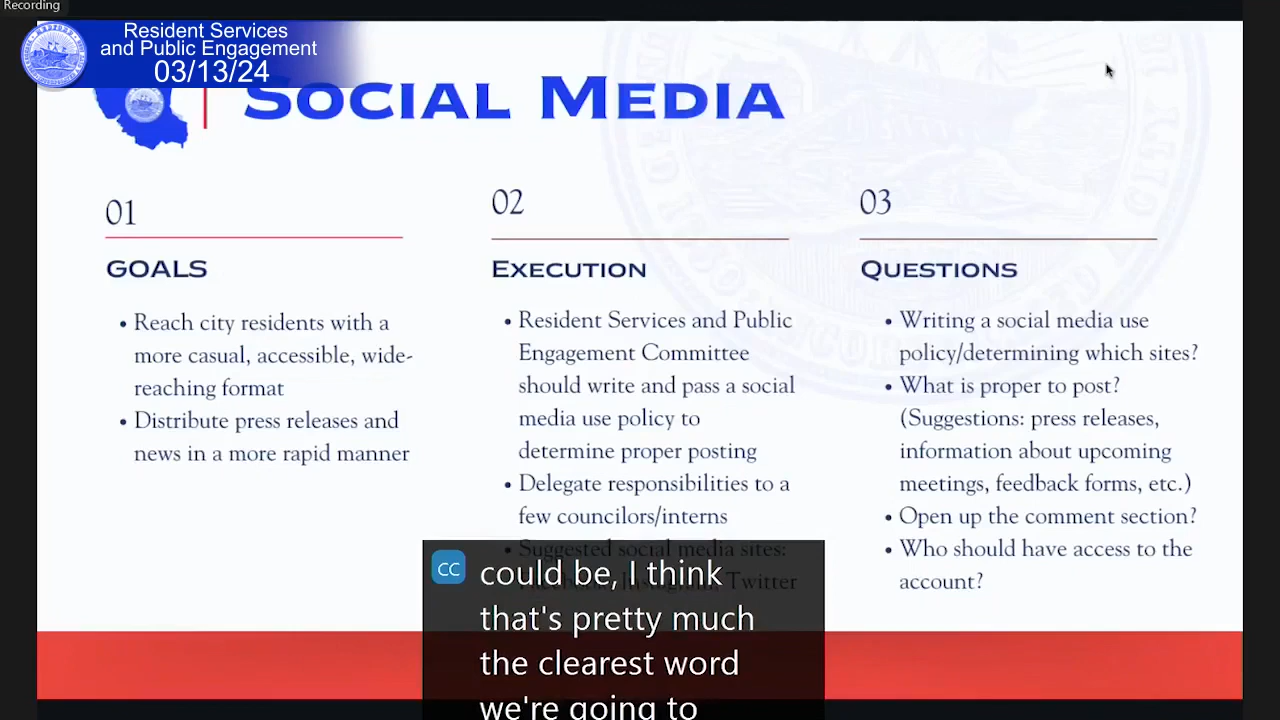 Recording
Resident Services
and Public Engagement
03/13/24
SOCIAL MEDIA
01
GOALS
• Reach city residents with a
more casual, accessible, wide-
reaching format
• Distribute press releases and
news in a more rapid manner
02
EXECUTION
• Resident Services and Public
Engagement Committee
should write and pass a social
media use policy to
determine proper posting
• Delegate responsibilities to a
few councilors/interns
• Suggested social media sites:
Twitter
03
QUESTIONS
• Writing a social media use
policy/determining which sites?
• What is proper to post?
(Suggestions: press releases,
information about upcoming
meetings, feedback forms, etc.)
• Open up the comment section?
• Who should have access to the
account?
CC
could be, I think
that's pretty much
the clearest word
we're going to